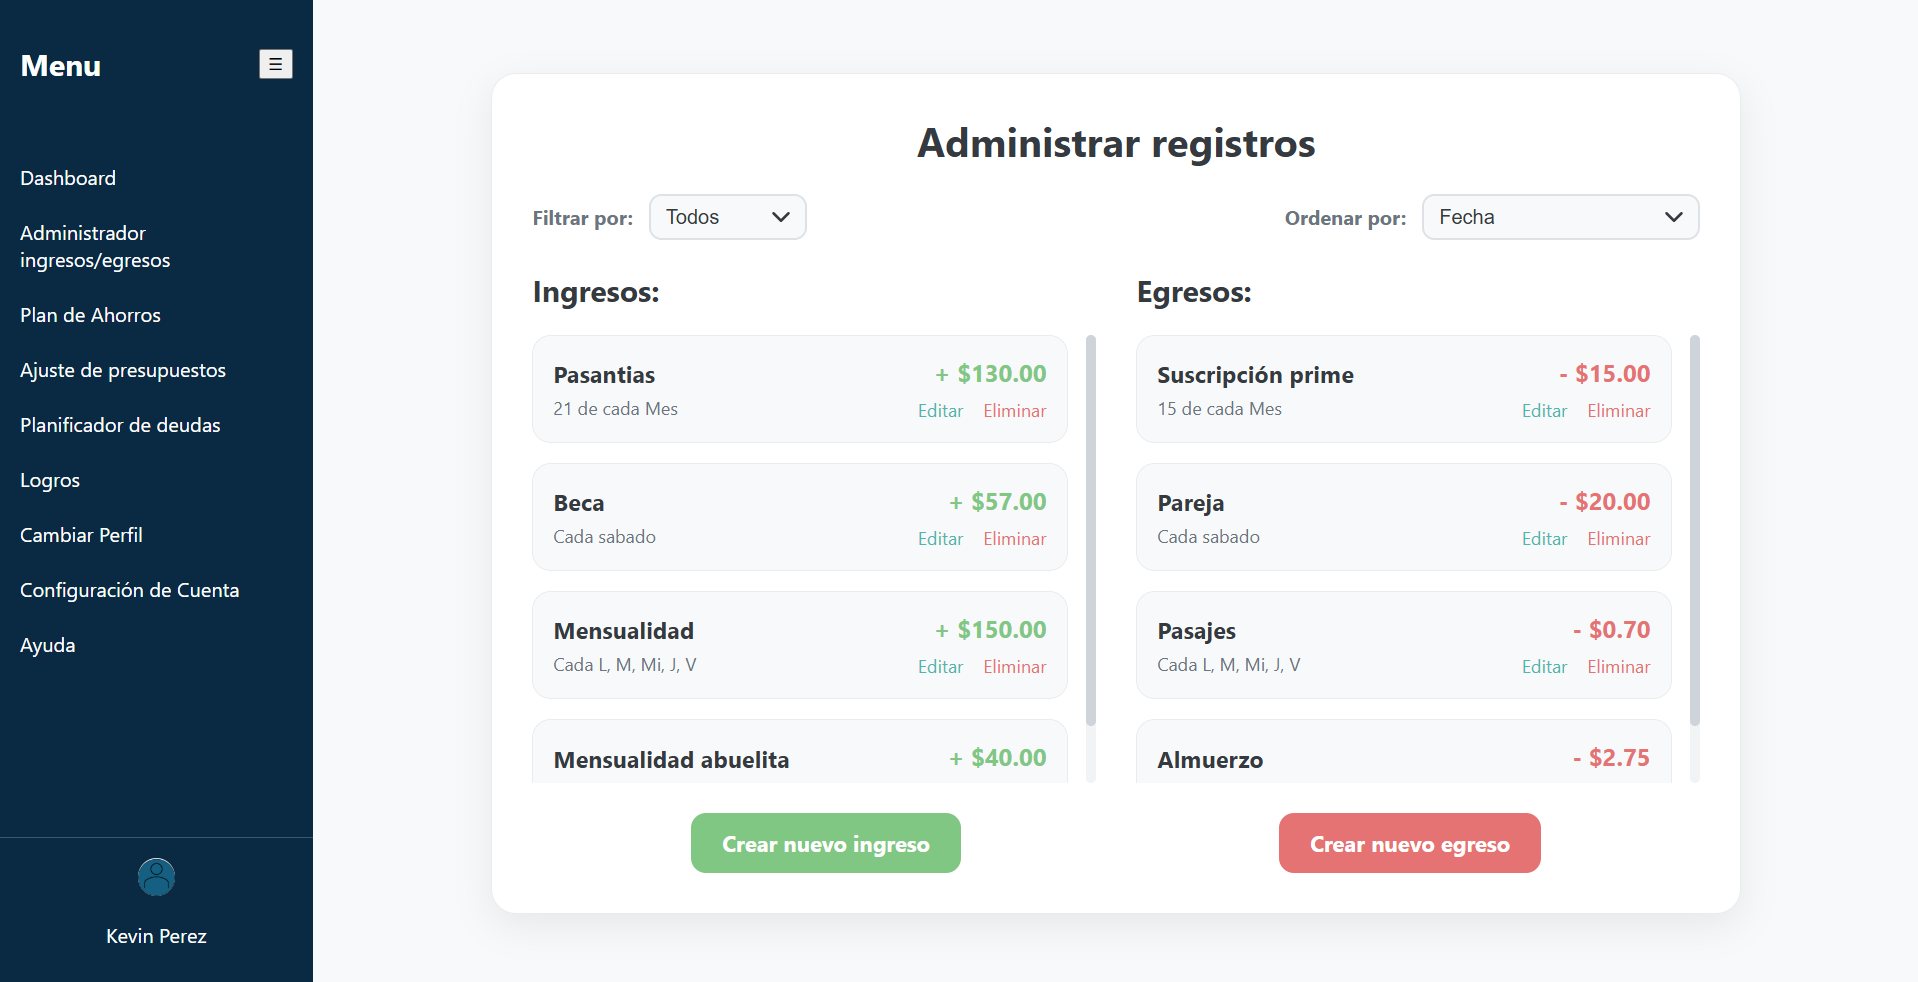 Menu
☰
Dashboard
Administrador
ingresos/egresos
Plan de Ahorros
Ajuste de presupuestos
Planificador de deudas
Logros
Cambiar Perfil
Configuración de Cuenta
Ayuda
Kevin Perez
Administrar registros
Filtrar por: Todos
Ordenar por: Fecha
Ingresos:
Pasantias + $130.00
21 de cada Mes Editar Eliminar
Beca + $57.00
Cada sabado Editar Eliminar
Mensualidad + $150.00
Cada L, M, Mi, J, V Editar Eliminar
Mensualidad abuelita + $40.00
Crear nuevo ingreso
Egresos:
Suscripción prime - $15.00
15 de cada Mes Editar Eliminar
Pareja - $20.00
Cada sabado Editar Eliminar
Pasajes - $0.70
Cada L, M, Mi, J, V Editar Eliminar
Almuerzo - $2.75
Crear nuevo egreso